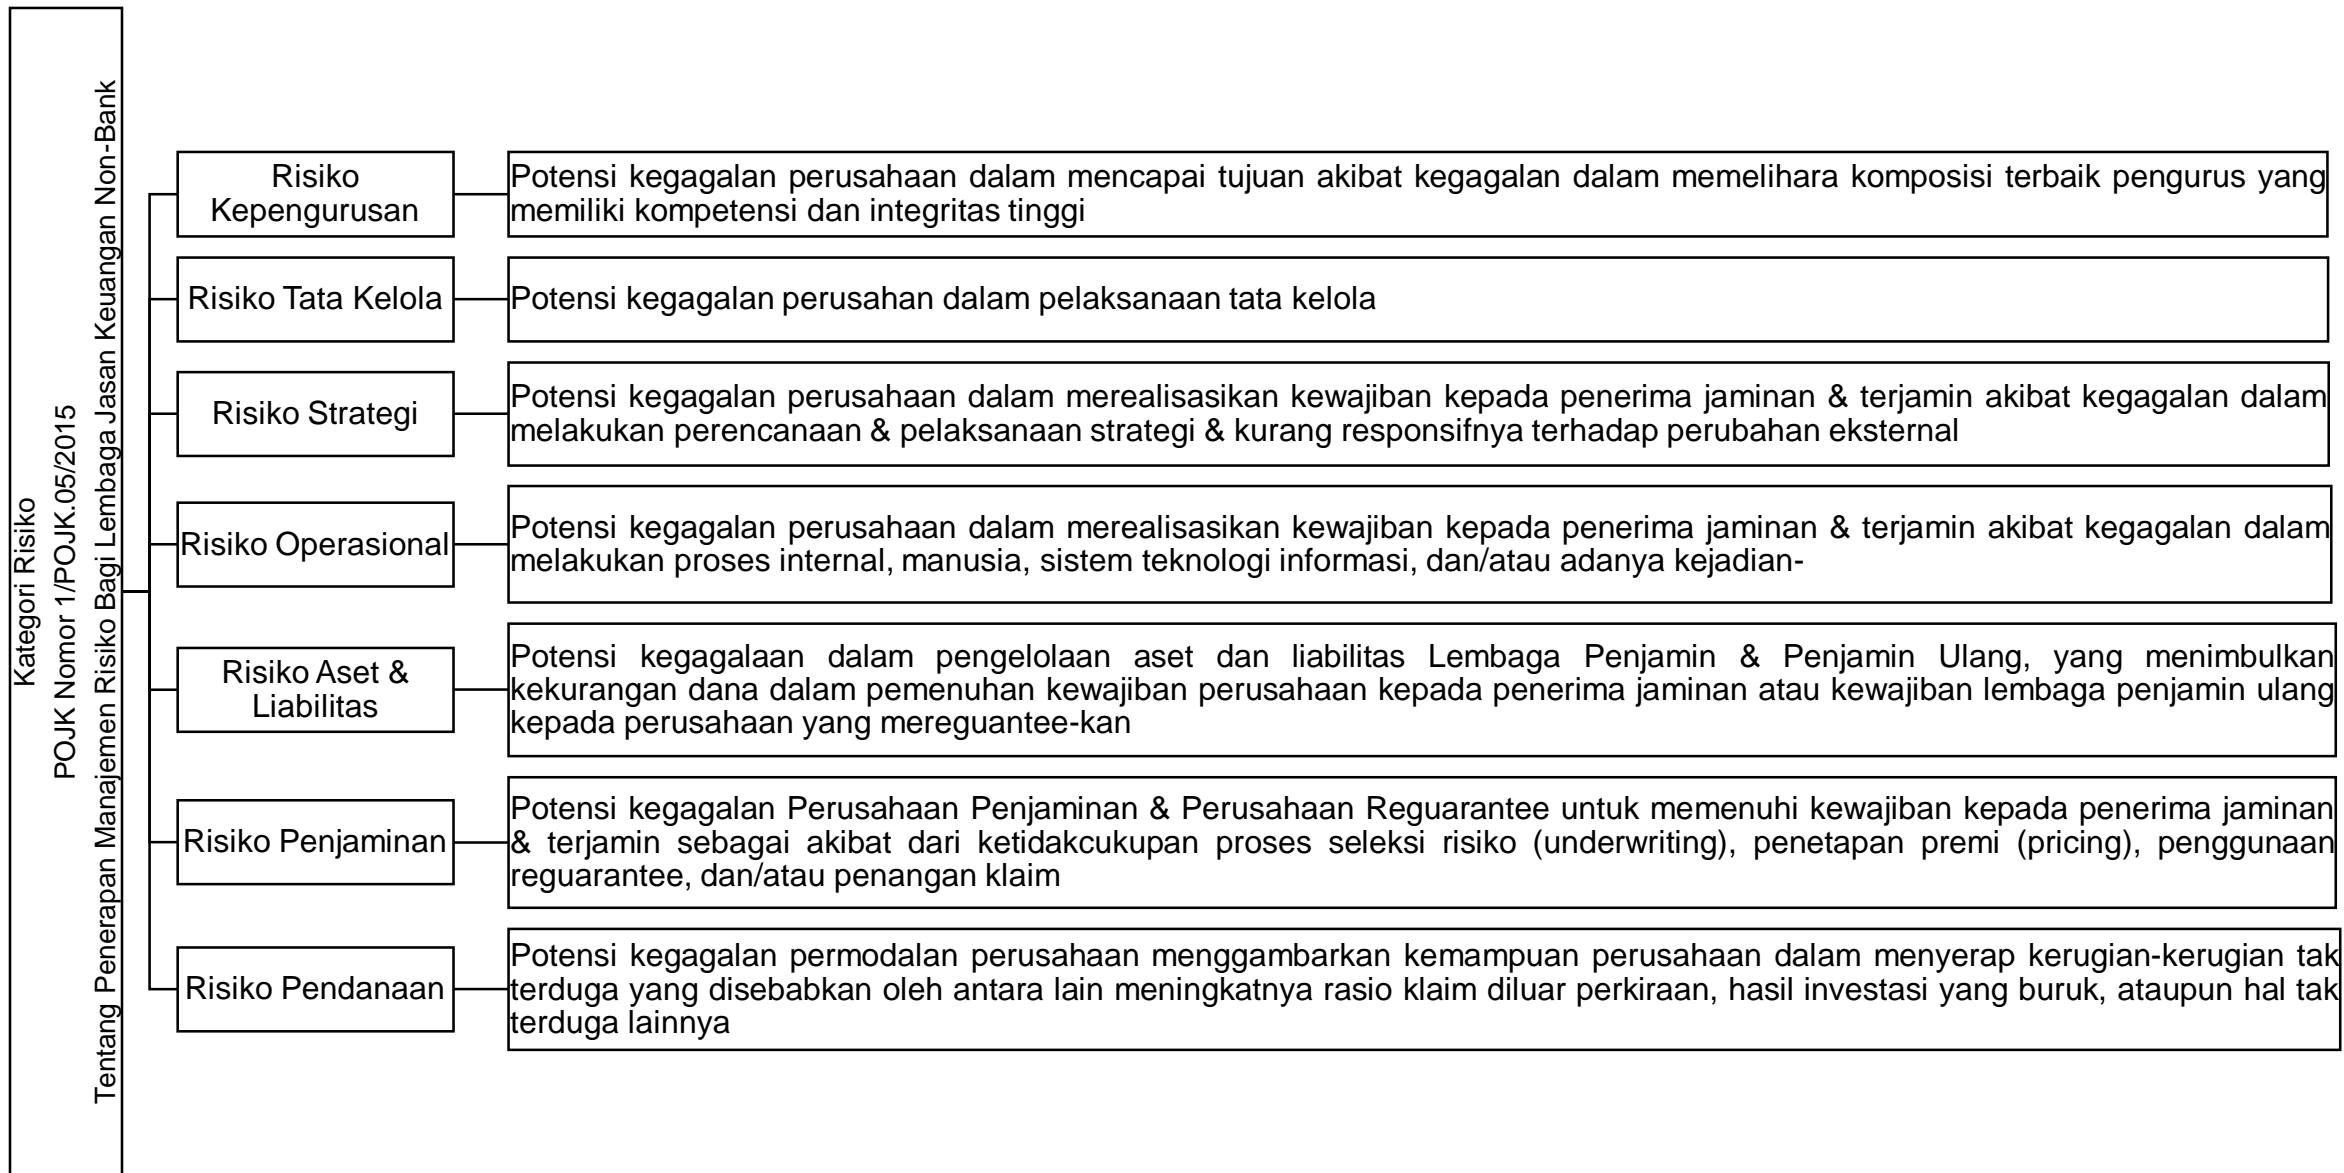 Kategori Risiko
POJK Nomor 1/POJK.05/2015
Tentang Penerapan Manajemen Risiko Bagi Lembaga Jasan Keuangan Non-Bank
Risiko
Kepengurusan
Potensi kegagalan perusahaan dalam mencapai tujuan akibat kegagalan dalam memelihara komposisi terbaik pengurus yang
memiliki kompetensi dan integritas tinggi
Risiko Tata Kelola
Potensi kegagalan perusahan dalam pelaksanaan tata kelola
Risiko Strategi
Potensi kegagalan perusahaan dalam merealisasikan kewajiban kepada penerima jaminan & terjamin akibat kegagalan dalam
melakukan perencanaan & pelaksanaan strategi & kurang responsifnya terhadap perubahan eksternal
Risiko Operasional
Potensi kegagalan perusahaan dalam merealisasikan kewajiban kepada penerima jaminan & terjamin akibat kegagalan dalam
melakukan proses internal, manusia, sistem teknologi informasi, dan/atau adanya kejadian-
Risiko Aset &
Liabilitas
Potensi kegagalaan dalam pengelolaan aset dan liabilitas Lembaga Penjamin & Penjamin Ulang, yang menimbulkan
kekurangan dana dalam pemenuhan kewajiban perusahaan kepada penerima jaminan atau kewajiban lembaga penjamin ulang
kepada perusahaan yang mereguantee-kan
Risiko Penjaminan
Potensi kegagalan Perusahaan Penjaminan & Perusahaan Reguarantee untuk memenuhi kewajiban kepada penerima jaminan
& terjamin sebagai akibat dari ketidakcukupan proses seleksi risiko (underwriting), penetapan premi (pricing), penggunaan
reguarantee, dan/atau penangan klaim
Risiko Pendanaan
Potensi kegagalan permodalan perusahaan menggambarkan kemampuan perusahaan dalam menyerap kerugian-kerugian tak
terduga yang disebabkan oleh antara lain meningkatnya rasio klaim diluar perkiraan, hasil investasi yang buruk, ataupun hal tak
terduga lainnya